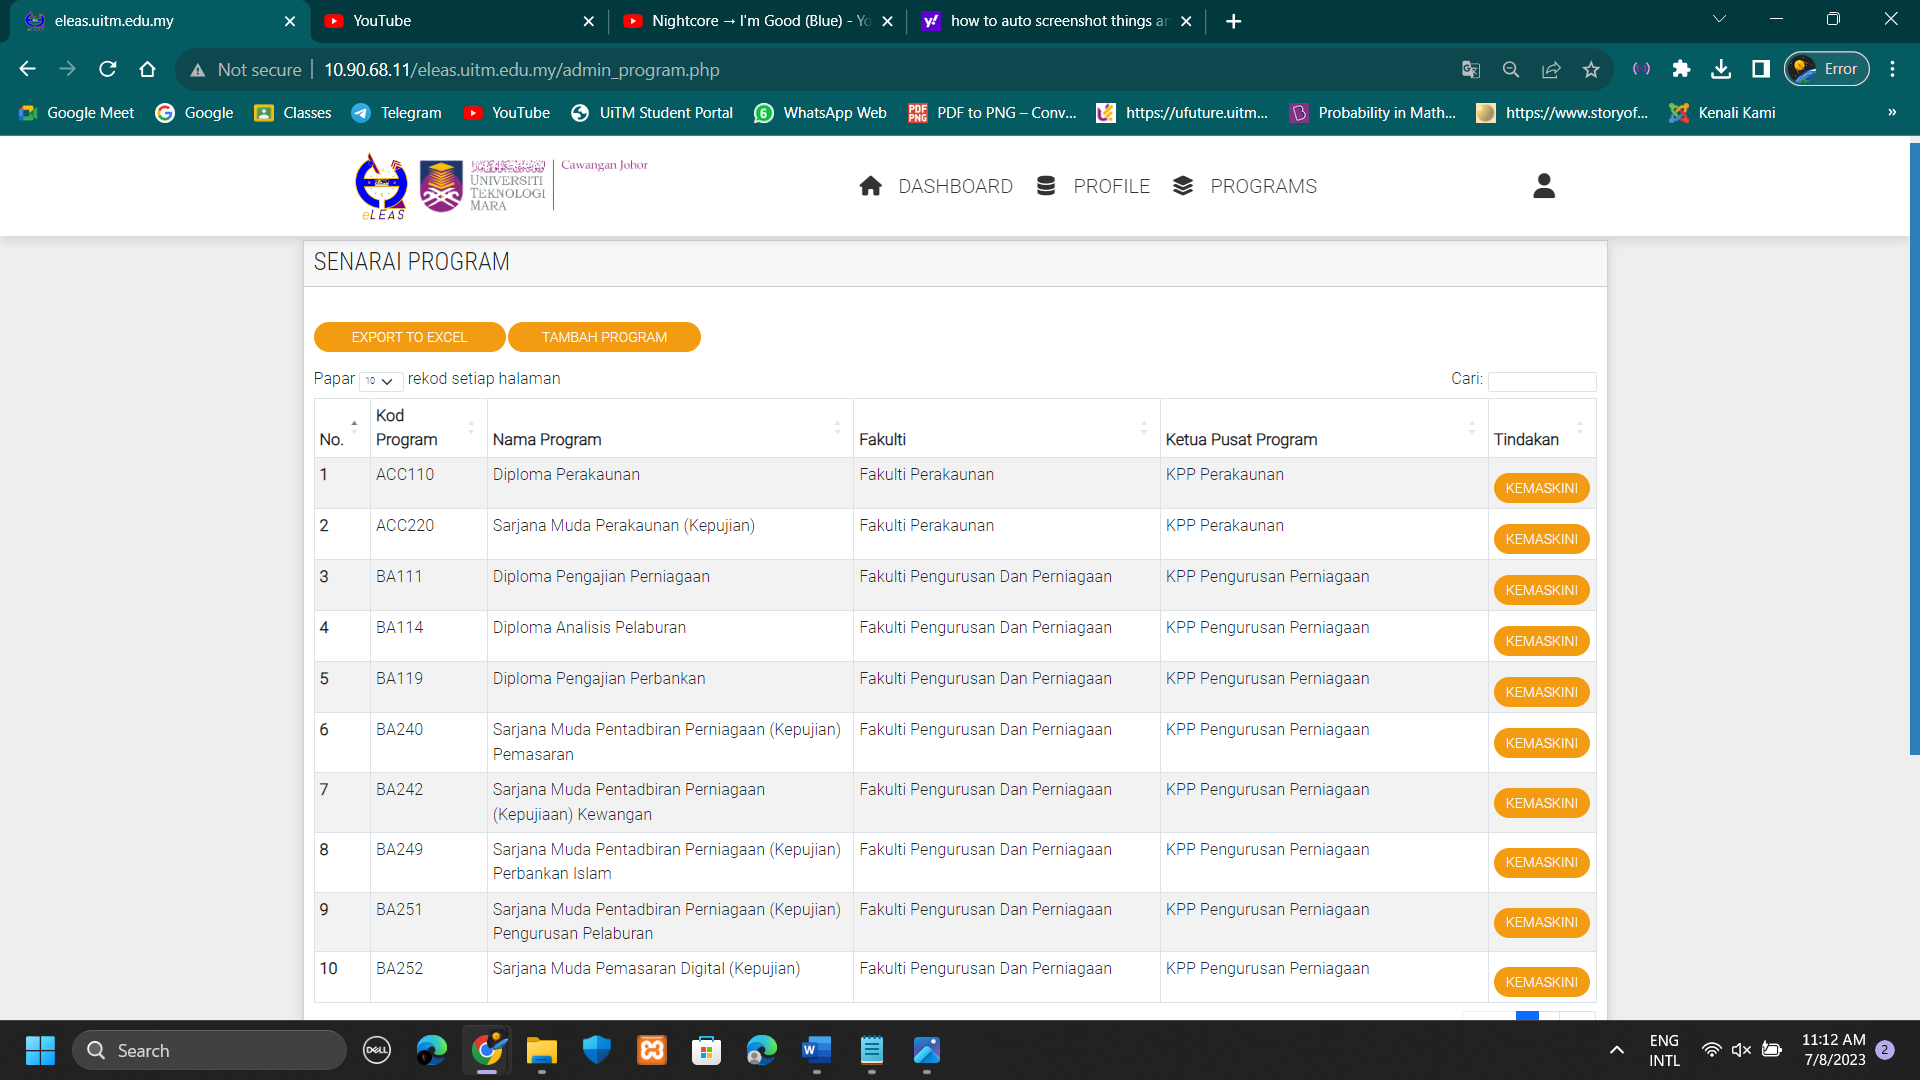 eleas.uitm.edu.my
YouTube
Nightcore → I'm Good (Blue) - Yo
how to auto screenshot things an
Not secure
10.90.68.11/eleas.uitm.edu.my/admin_program.php
Error
Google Meet
Google
Classes
Telegram
YouTube
UiTM Student Portal
WhatsApp Web
PDF to PNG – Conv...
https://ufuture.uitm...
Probability in Math...
https://www.storyof...
Kenali Kami
»
eLEAS
UNIVERSITI
TEKNOLOGI
MARA
Cawangan Johor
DASHBOARD
PROFILE
PROGRAMS
SENARAI PROGRAM
EXPORT TO EXCEL
TAMBAH PROGRAM
Papar 10 rekod setiap halaman
Cari:
No.
Kod
Program
Nama Program
Fakulti
Ketua Pusat Program
Tindakan
1 ACC110 Diploma Perakaunan Fakulti Perakaunan KPP Perakaunan KEMASKINI
2 ACC220 Sarjana Muda Perakaunan (Kepujian) Fakulti Perakaunan KPP Perakaunan KEMASKINI
3 BA111 Diploma Pengajian Perniagaan Fakulti Pengurusan Dan Perniagaan KPP Pengurusan Perniagaan KEMASKINI
4 BA114 Diploma Analisis Pelaburan Fakulti Pengurusan Dan Perniagaan KPP Pengurusan Perniagaan KEMASKINI
5 BA119 Diploma Pengajian Perbankan Fakulti Pengurusan Dan Perniagaan KPP Pengurusan Perniagaan KEMASKINI
6 BA240 Sarjana Muda Pentadbiran Perniagaan (Kepujian) Fakulti Pengurusan Dan Perniagaan KPP Pengurusan Perniagaan KEMASKINI
Pemasaran
7 BA242 Sarjana Muda Pentadbiran Perniagaan Fakulti Pengurusan Dan Perniagaan KPP Pengurusan Perniagaan KEMASKINI
(Kepujiaan) Kewangan
8 BA249 Sarjana Muda Pentadbiran Perniagaan (Kepujian) Fakulti Pengurusan Dan Perniagaan KPP Pengurusan Perniagaan KEMASKINI
Perbankan Islam
9 BA251 Sarjana Muda Pentadbiran Perniagaan (Kepujian) Fakulti Pengurusan Dan Perniagaan KPP Pengurusan Perniagaan KEMASKINI
Pengurusan Pelaburan
10 BA252 Sarjana Muda Pemasaran Digital (Kepujian) Fakulti Pengurusan Dan Perniagaan KPP Pengurusan Perniagaan KEMASKINI
Search
DELL
ENG
INTL
11:12 AM
7/8/2023
2